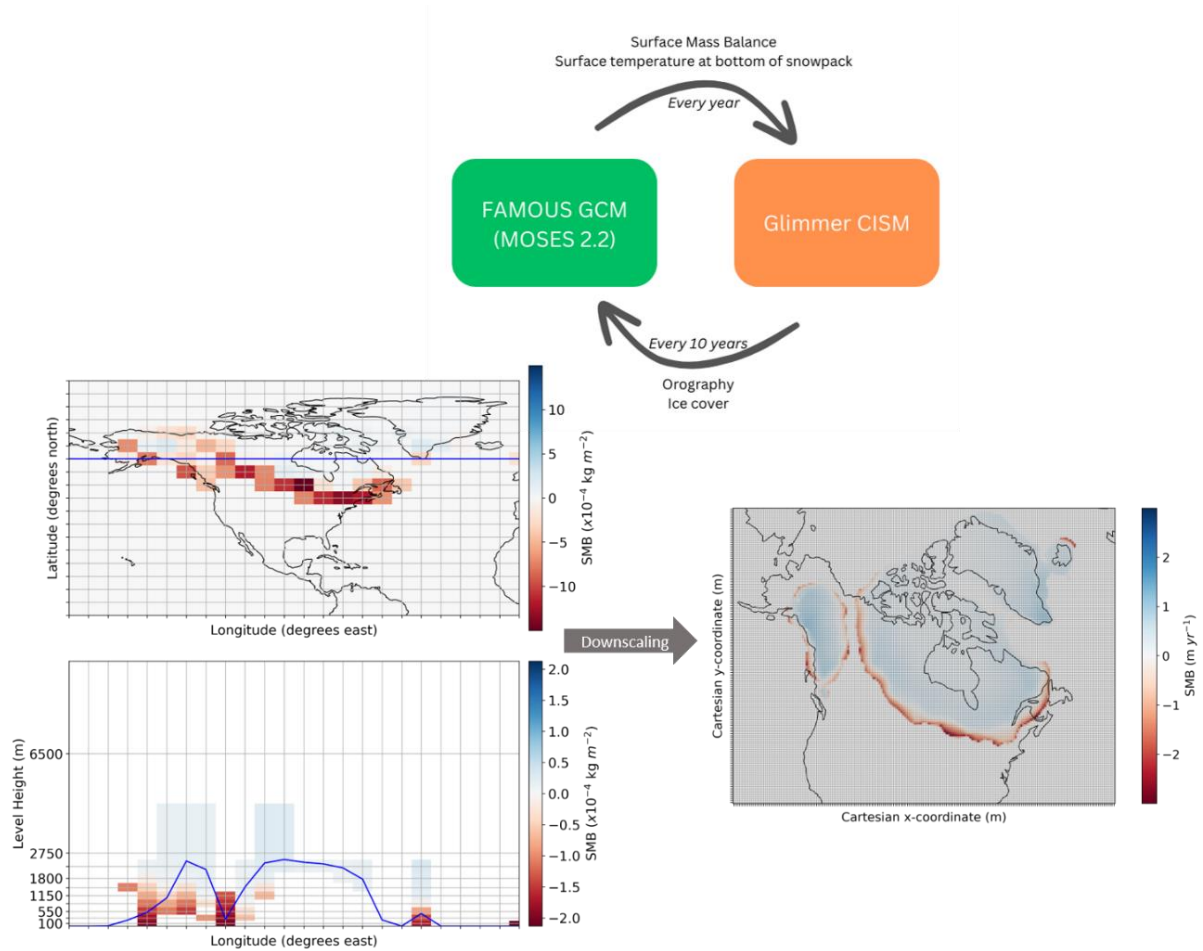 Surface Mass Balance
Surface temperature at bottom of snowpack
Every year
FAMOUS GCM
(MOSES 2.2)
Glimmer CISM
Every 10 years
Orography
Ice cover
Latitude (degrees north)
Longitude (degrees east)
10
5
0
−5
−10
SMB (x10⁻⁴ kg m⁻²)
Downscaling
Level Height (m)
6500
2750
1800
1150
550
100
Longitude (degrees east)
2.0
1.5
1.0
0.5
0.0
−0.5
−1.0
−1.5
−2.0
SMB (x10⁻⁴ kg m⁻²)
Cartesian y-coordinate (m)
Cartesian x-coordinate (m)
2
1
0
−1
−2
SMB (m yr⁻¹)